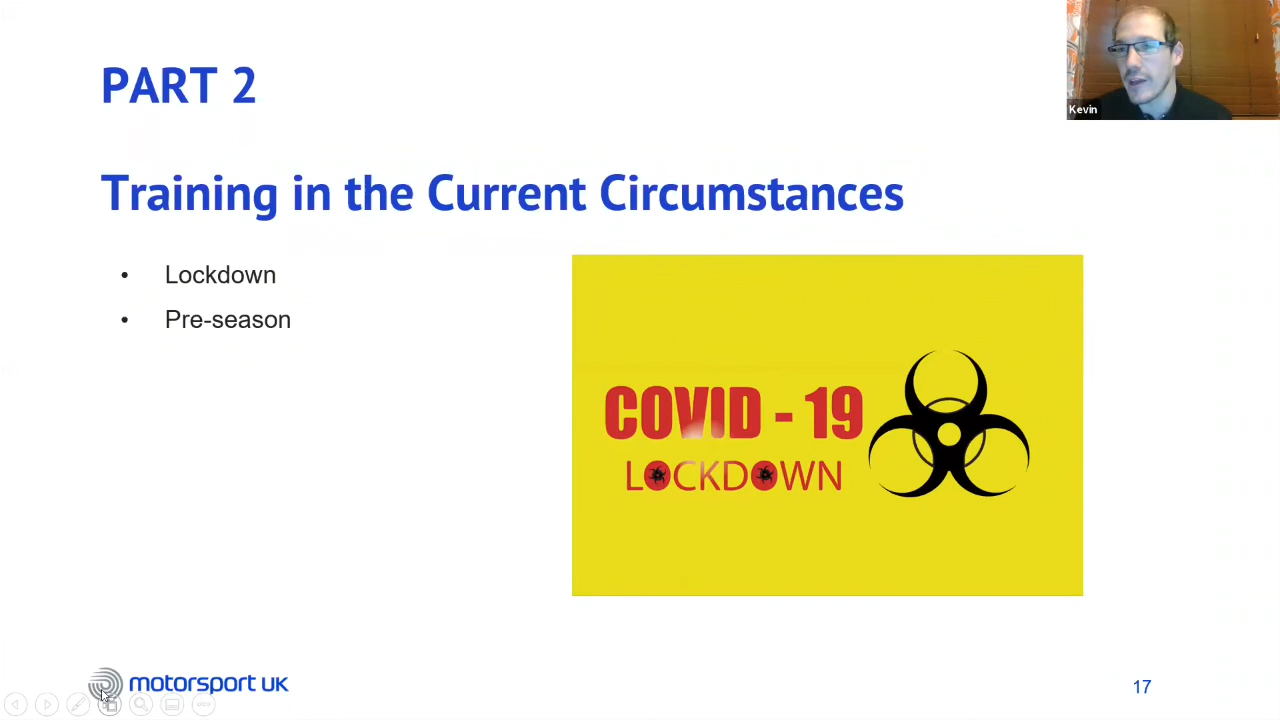 PART 2
Kevin
Training in the Current Circumstances
• Lockdown
• Pre-season
COVID - 19
LOCKDOWN
motorsport UK
17